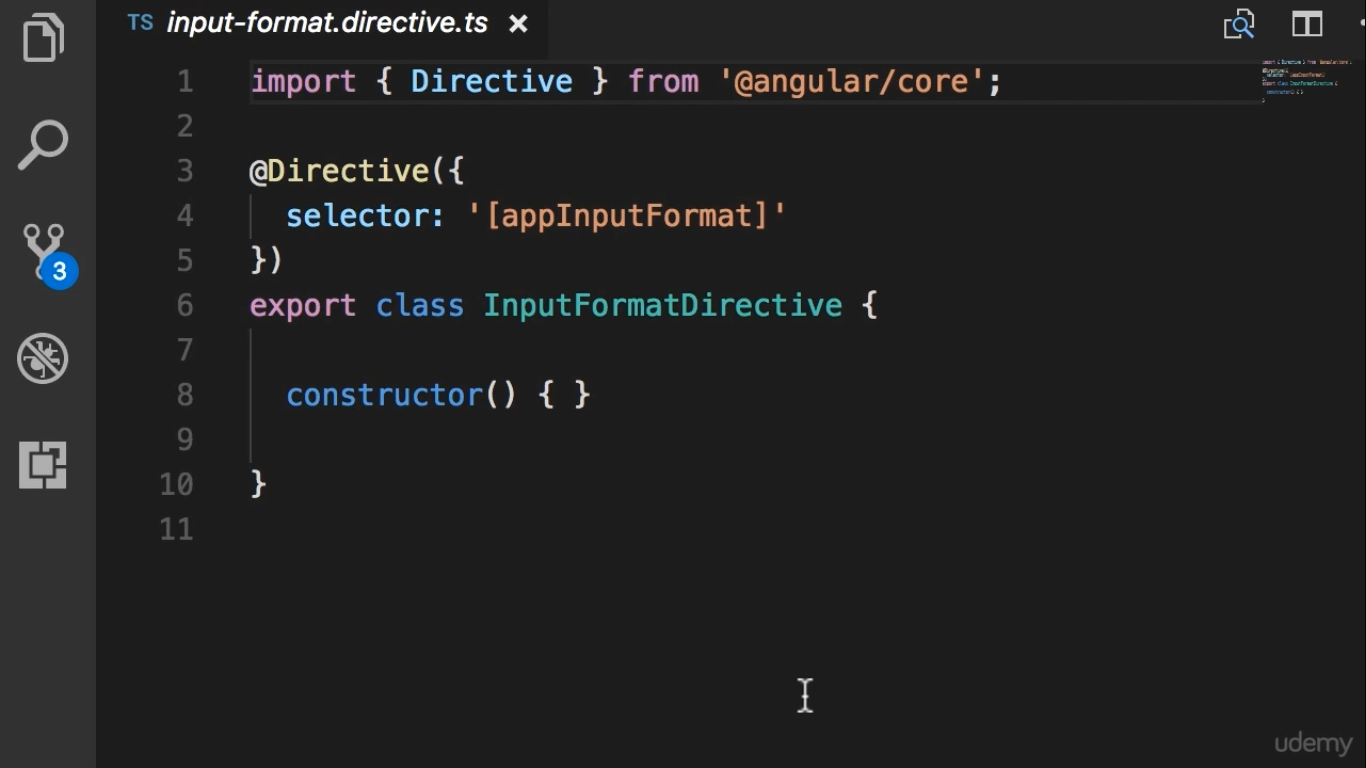 TS input-format.directive.ts ×
1 import { Directive } from '@angular/core';
2
3 @Directive({
4   selector: '[appInputFormat]'
5 })
6 export class InputFormatDirective {
7
8   constructor() { }
9
10 }
11
3
udemy